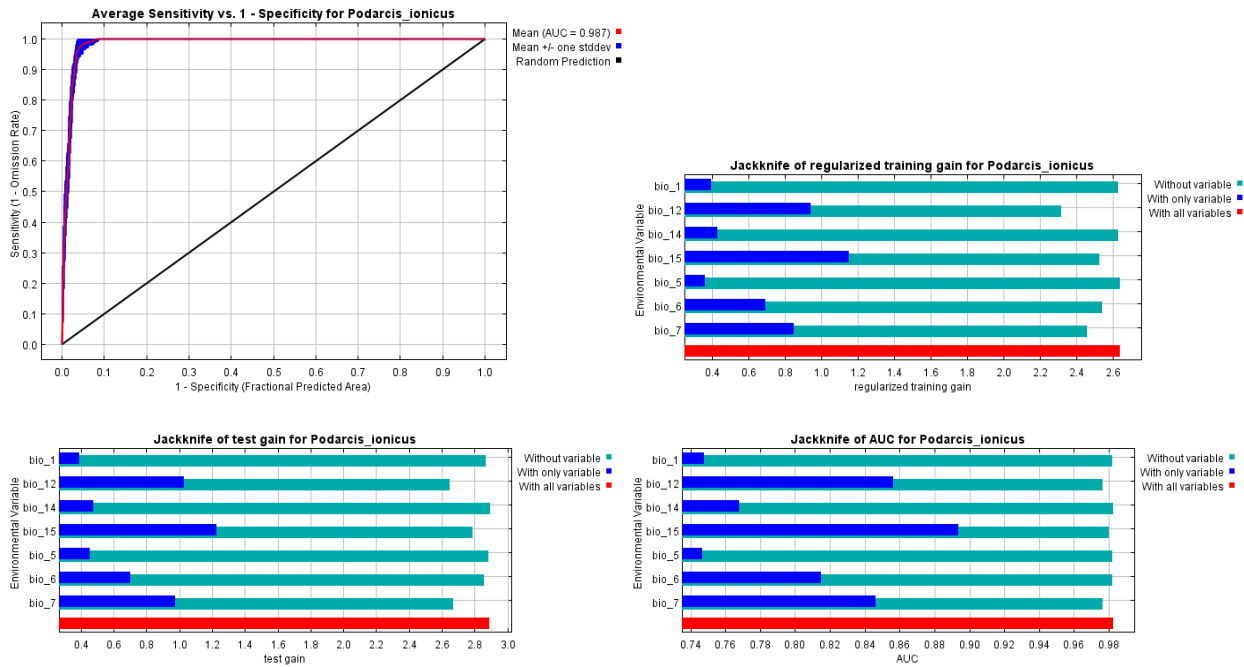 Average Sensitivity vs. 1 - Specificity for Podarcis_ionicus
Mean (AUC = 0.987)
Mean +/- one stddev
Random Prediction
Sensitivity (1 - Omission Rate)
1.0
0.9
0.8
0.7
0.6
0.5
0.4
0.3
0.2
0.1
0.0
0.0 0.1 0.2 0.3 0.4 0.5 0.6 0.7 0.8 0.9 1.0
1 - Specificity (Fractional Predicted Area)
Jackknife of regularized training gain for Podarcis_ionicus
Environmental Variable
bio_1
bio_12
bio_14
bio_15
bio_5
bio_6
bio_7
Without variable
With only variable
With all variables
0.4 0.6 0.8 1.0 1.2 1.4 1.6 1.8 2.0 2.2 2.4 2.6
regularized training gain
Jackknife of test gain for Podarcis_ionicus
Environmental Variable
bio_1
bio_12
bio_14
bio_15
bio_5
bio_6
bio_7
Without variable
With only variable
With all variables
0.4 0.6 0.8 1.0 1.2 1.4 1.6 1.8 2.0 2.2 2.4 2.6 2.8 3.0
test gain
Jackknife of AUC for Podarcis_ionicus
Environmental Variable
bio_1
bio_12
bio_14
bio_15
bio_5
bio_6
bio_7
Without variable
With only variable
With all variables
0.74 0.76 0.78 0.80 0.82 0.84 0.86 0.88 0.90 0.92 0.94 0.96 0.98
AUC